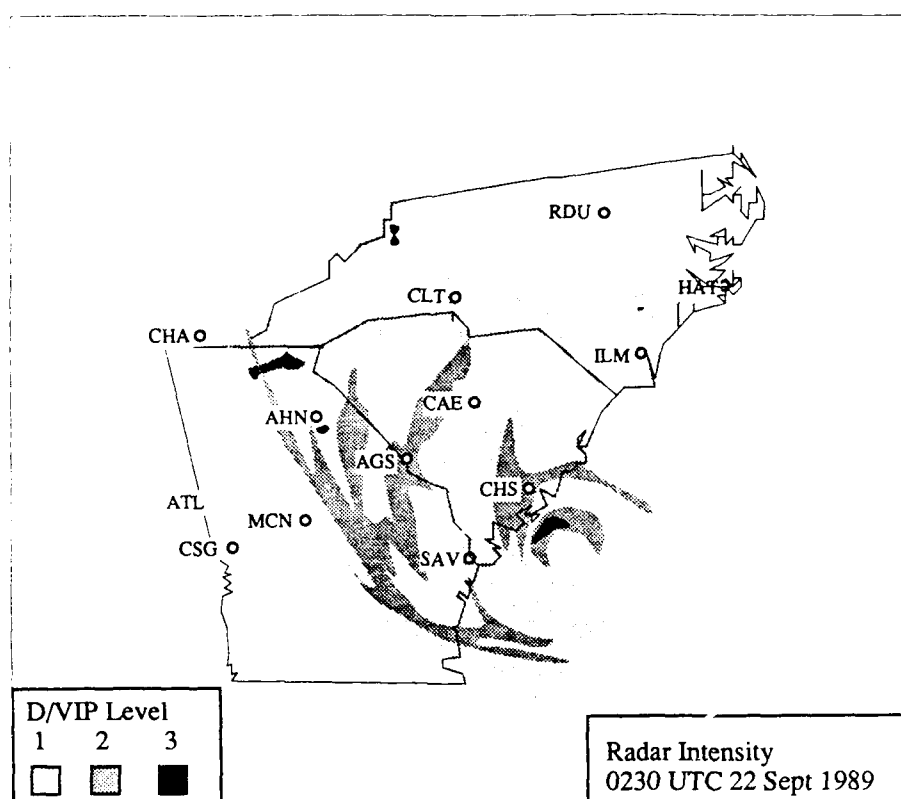 RDU
HAT
CLT
CHA
ILM
CAE
AHN
AGS
CHS
ATL
MCN
CSG
SAV
D/VIP Level
1 2 3
Radar Intensity
0230 UTC 22 Sept 1989